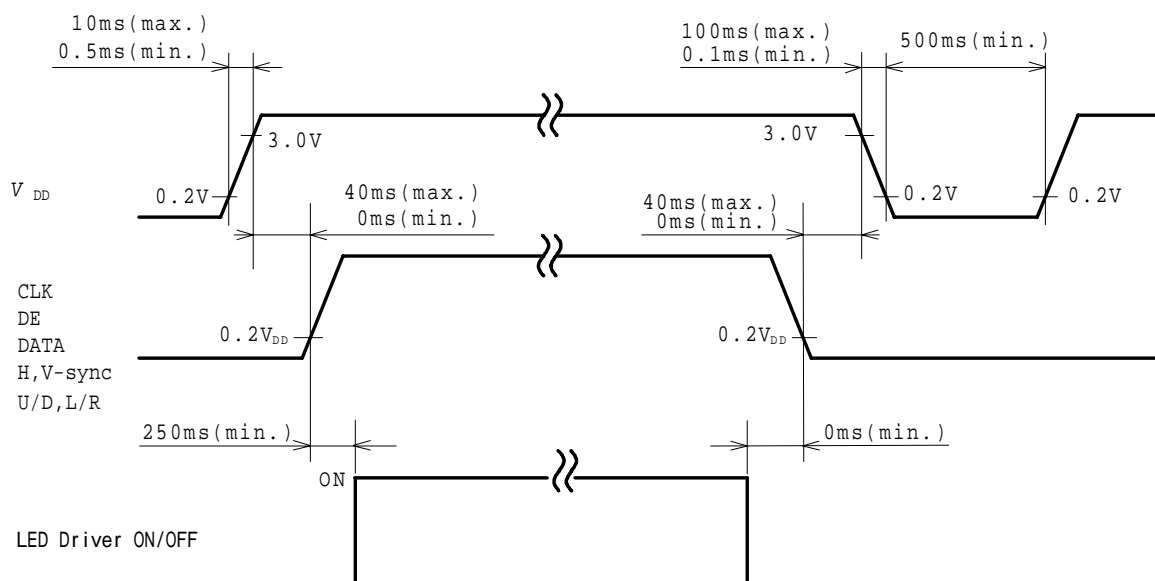 10ms(max.)
0.5ms(min.)
100ms(max.)
0.1ms(min.)
500ms(min.)
3.0V
3.0V
VDD
0.2V
0.2V
0.2V
40ms(max.)
0ms(min.)
40ms(max.)
0ms(min.)
CLK
DE
DATA
H,V-sync
U/D,L/R
0.2VDD
0.2VDD
250ms(min.)
0ms(min.)
ON
LED Driver ON/OFF